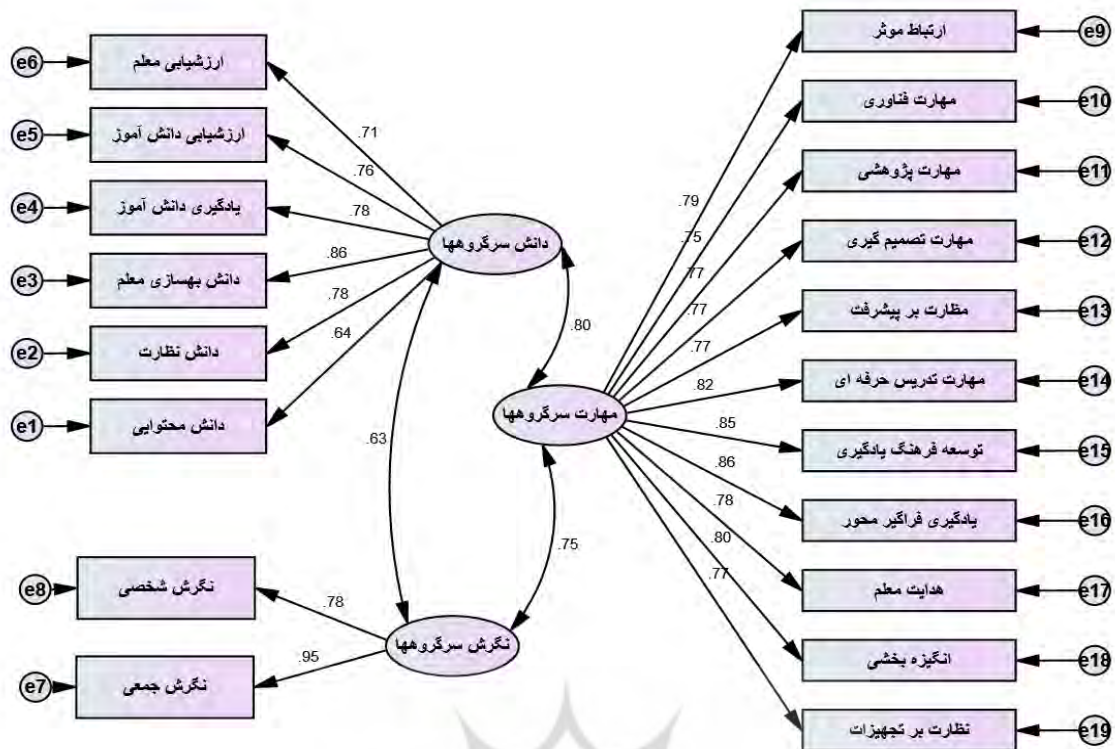 e6
ارزشیابی معلم
e5
ارزشیابی دانش آموز
e4
یادگیری دانش آموز
e3
دانش بهسازی معلم
e2
دانش نظارت
e1
دانش محتوایی
.71
.76
.78
.86
.78
.64
دانش سرگروهها
.80
.63
مهارت سرگروهها
.75
e8
نگرش شخصی
e7
نگرش جمعی
.78
.95
نگرش سرگروهها
.79
.75
.77
.77
.77
.82
.85
.86
.78
.80
.77
ارتباط موثر
e9
مهارت فناوری
e10
مهارت پژوهشی
e11
مهارت تصمیم گیری
e12
مظارت بر پیشرفت
e13
مهارت تدریس حرفه ای
e14
توسعه فرهنگ یادگیری
e15
یادگیری فراگیر محور
e16
هدایت معلم
e17
انگیزه بخشی
e18
نظارت بر تجهیزات
e19